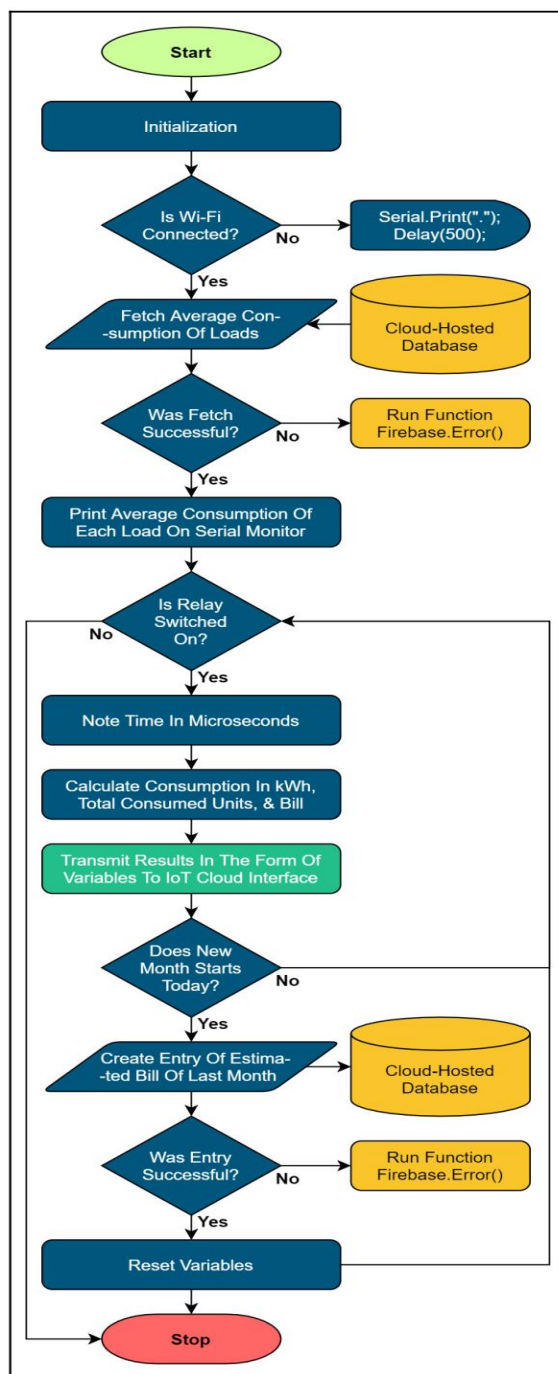 Start
Initialization
Is Wi-Fi
Connected?
No
Serial.Print(".");
Delay(500);
Yes
Fetch Average Con-
-sumption Of Loads
Cloud-Hosted
Database
Was Fetch
Successful?
No
Run Function
Firebase.Error()
Yes
Print Average Consumption Of
Each Load On Serial Monitor
Is Relay
Switched
On?
No
Yes
Note Time In Microseconds
Calculate Consumption In kWh,
Total Consumed Units, & Bill
Transmit Results In The Form Of
Variables To IoT Cloud Interface
Does New
Month Starts
Today?
No
Yes
Create Entry Of Estima-
-ted Bill Of Last Month
Cloud-Hosted
Database
Was Entry
Successful?
No
Run Function
Firebase.Error()
Yes
Reset Variables
Stop